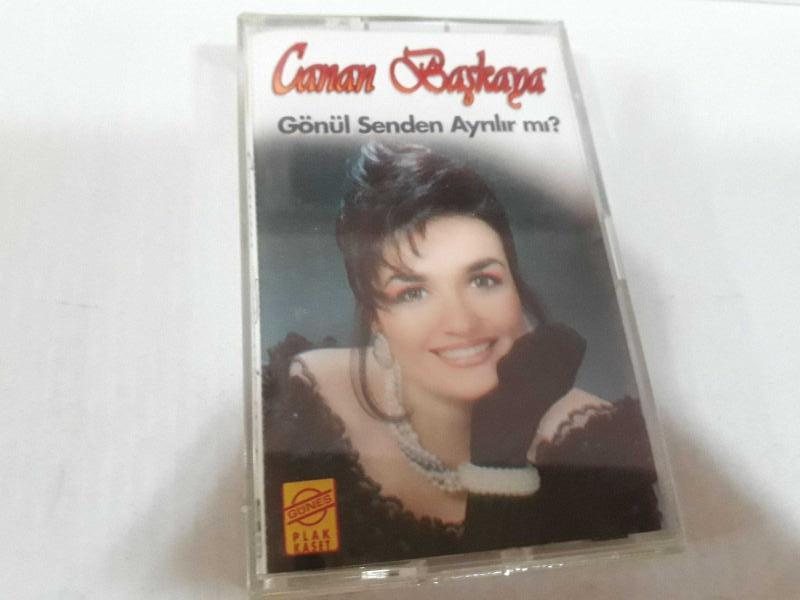 Canan Başkaya
Gönül Senden Ayrılır mı?
GÜNEŞ
PLAK
KASET